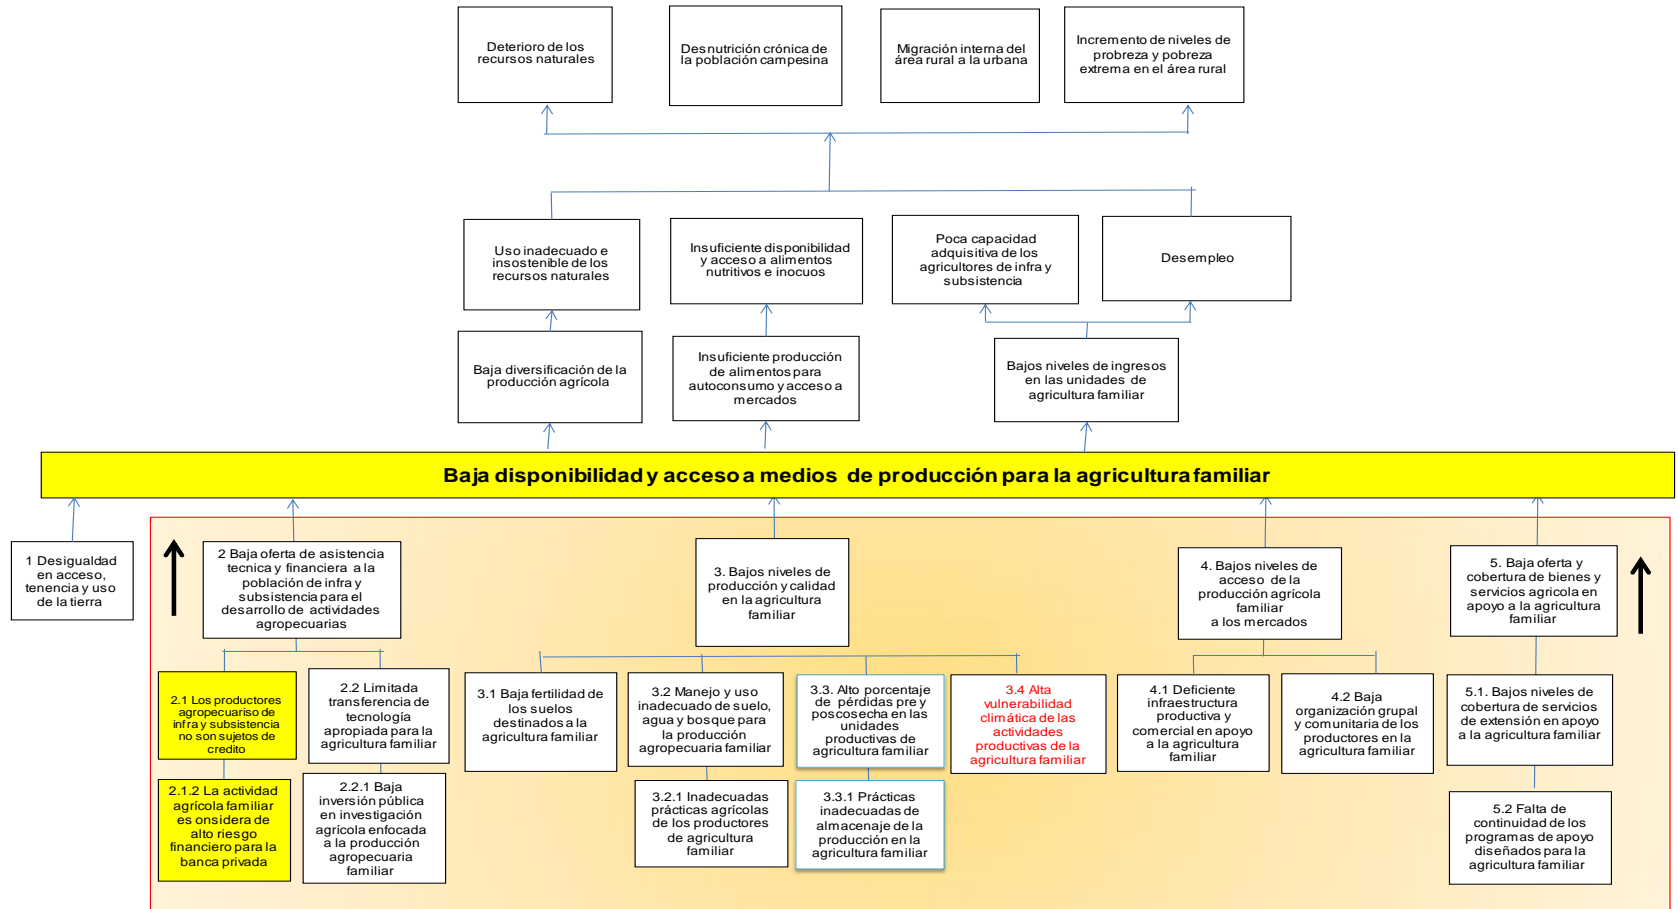 Deterioro de los
recursos naturales
Desnutrición crónica de
la población campesina
Migración interna del
área rural a la urbana
Incremento de niveles de
probreza y pobreza
extrema en el área rural
Uso inadecuado e
insostenible de los
recursos naturales
Insuficiente disponibilidad
y acceso a alimentos
nutritivos e inocuos
Poca capacidad
adquisitiva de los
agricultores de infra y
subsistencia
Desempleo
Baja diversificación de la
producción agrícola
Insuficiente producción
de alimentos para
autoconsumo y acceso a
mercados
Bajos niveles de ingresos
en las unidades de
agricultura familiar
Baja disponibilidad y acceso a medios de producción para la agricultura familiar
1 Desigualdad
en acceso,
tenencia y uso
de la tierra
2 Baja oferta de asistencia
tecnica y financiera a la
población de infra y
subsistencia para el
desarrollo de actividades
agropecuarias
3. Bajos niveles de
producción y calidad
en la agricultura
familiar
4. Bajos niveles de
acceso de la
producción agrícola
familiar
a los mercados
5. Baja oferta y
cobertura de bienes y
servicios agricola en
apoyo a la agricultura
familiar
2.1 Los productores
agropecuariso de
infra y subsistencia
no son sujetos de
credito
2.2 Limitada
transferencia de
tecnología
apropiada para la
agricultura familiar
3.1 Baja fertilidad de
los suelos
destinados a la
agricultura familiar
3.2 Manejo y uso
inadecuado de suelo,
agua y bosque para
la producción
agropecuaria familiar
3.3. Alto porcentaje
de pérdidas pre y
poscosecha en las
unidades
productivas de
agricultura familiar
3.4 Alta
vulnerabilidad
climática de las
actividades
productivas de la
agricultura familiar
4.1 Deficiente
infraestructura
productiva y
comercial en apoyo
a la agricultura
familiar
4.2 Baja
organización grupal
y comunitaria de los
productores en la
agricultura familiar
5.1. Bajos niveles de
cobertura de servicios
de extensión en apoyo
a la agricultura familiar
2.1.2 La actividad
agrícola familiar
es onsidera de
alto riesgo
financiero para la
banca privada
2.2.1 Baja
inversión pública
en investigación
agrícola enfocada
a la producción
agropecuaria
familiar
3.2.1 Inadecuadas
prácticas agrícolas
de los productores
de agricultura
familiar
3.3.1 Prácticas
inadecuadas de
almacenaje de la
producción en la
agricultura familiar
5.2 Falta de
continuidad de los
programas de apoyo
diseñados para la
agricultura familiar